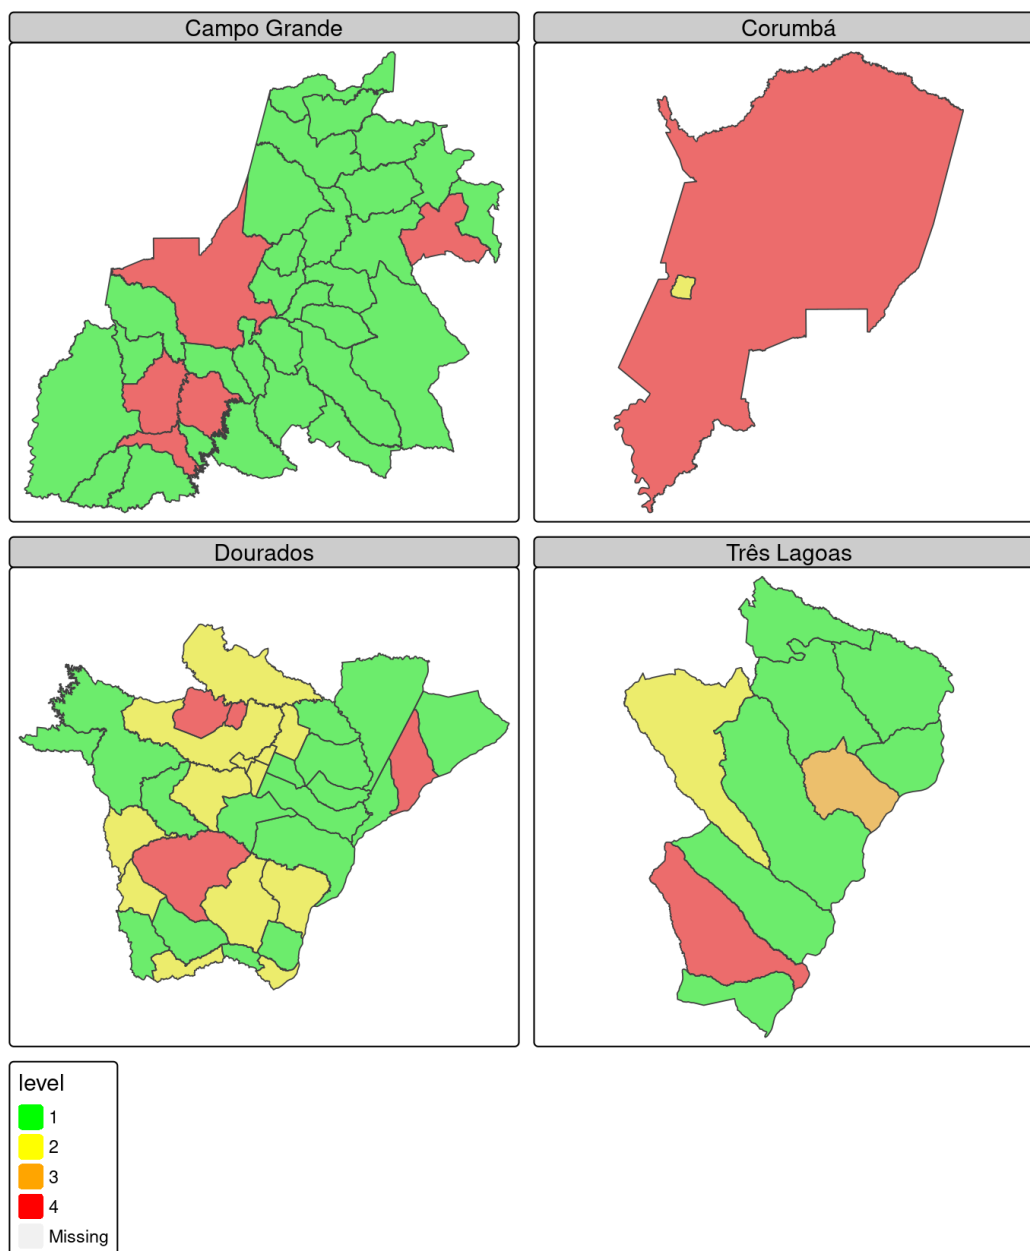 Campo Grande
Corumbá
Dourados
Três Lagoas
level
1
2
3
4
Missing